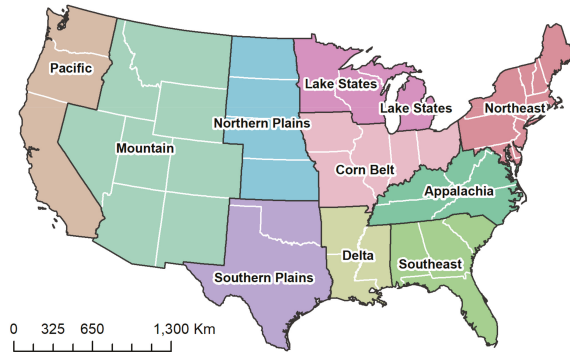 Pacific
Lake States
Lake States
Northeast
Northern Plains
Mountain
Corn Belt
Appalachia
Delta
Southeast
Southern Plains
0 325 650 1,300 Km